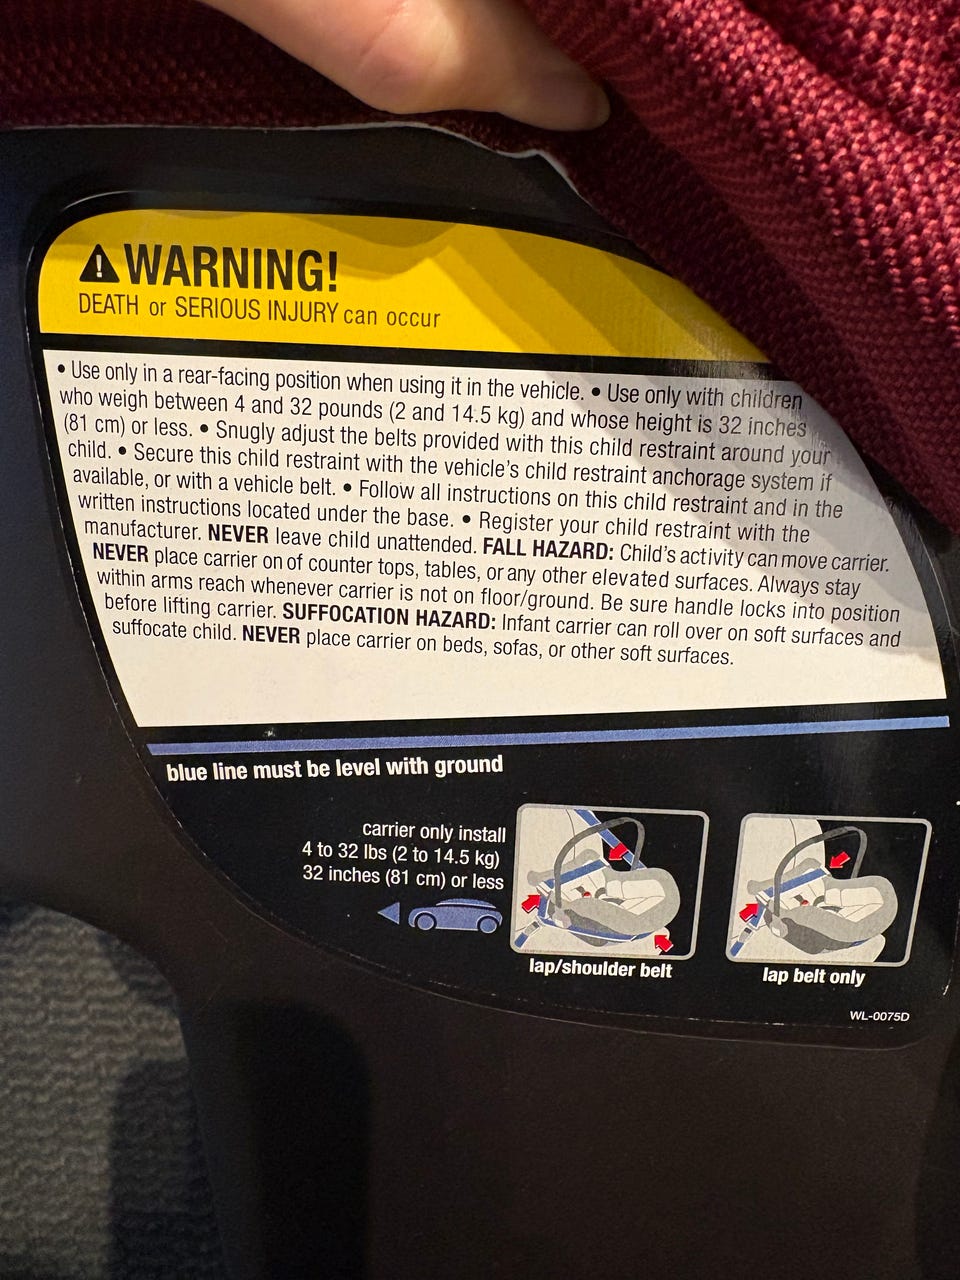 WARNING!
DEATH or SERIOUS INJURY can occur
• Use only in a rear-facing position when using it in the vehicle. • Use only with children
who weigh between 4 and 32 pounds (2 and 14.5 kg) and whose height is 32 inches
(81 cm) or less. • Snugly adjust the belts provided with this child restraint around your
child. • Secure this child restraint with the vehicle's child restraint anchorage system if
available, or with a vehicle belt. • Follow all instructions on this child restraint and in the
written instructions located under the base. • Register your child restraint with the
manufacturer. NEVER leave child unattended. FALL HAZARD: Child's activity can move carrier.
NEVER place carrier on of counter tops, tables, or any other elevated surfaces. Always stay
within arms reach whenever carrier is not on floor/ground. Be sure handle locks into position
before lifting carrier. SUFFOCATION HAZARD: Infant carrier can roll over on soft surfaces and
suffocate child. NEVER place carrier on beds, sofas, or other soft surfaces.
blue line must be level with ground
carrier only install
4 to 32 lbs (2 to 14.5 kg)
32 inches (81 cm) or less
lap/shoulder belt
lap belt only
WL-0075D